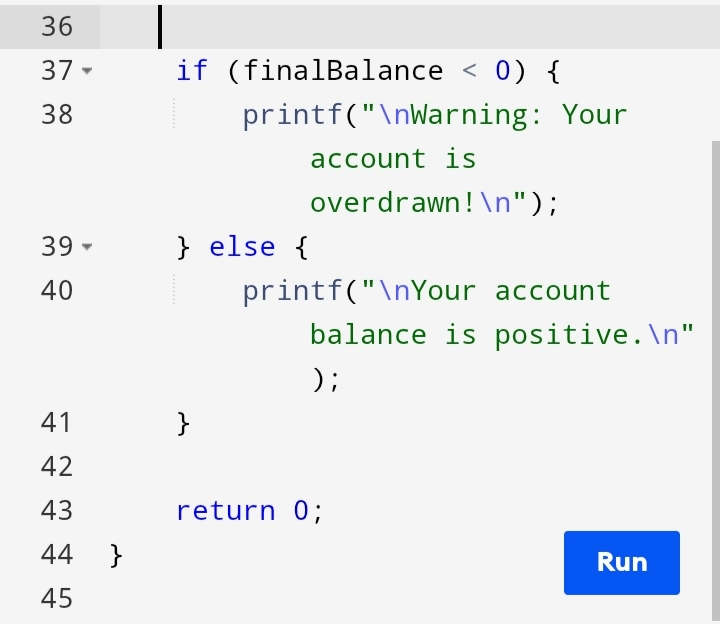 36
37 if (finalBalance < 0) {
38 printf("\nWarning: Your
account is
overdrawn!\n");
39 } else {
40 printf("\nYour account
balance is positive.\n"
);
41 }
42
43 return 0;
44 }
45
Run